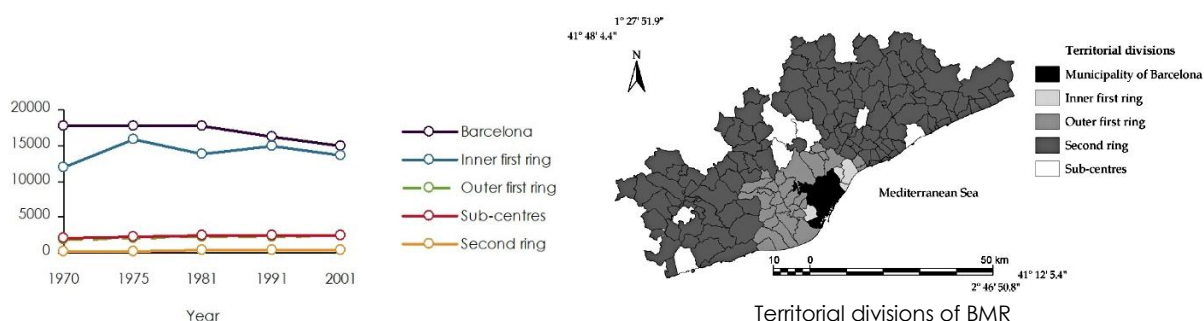 20000
15000
10000
5000
0
1970 1975 1981 1991 2001
Year
Barcelona
Inner first ring
Outer first ring
Sub-centres
Second ring
1° 27' 51.9"
41° 48' 4.4"
N
Territorial divisions
Municipality of Barcelona
Inner first ring
Outer first ring
Second ring
Sub-centres
Mediterranean Sea
10 0 50 km
41° 12' 5.4"
2° 46' 50.8"
Territorial divisions of BMR